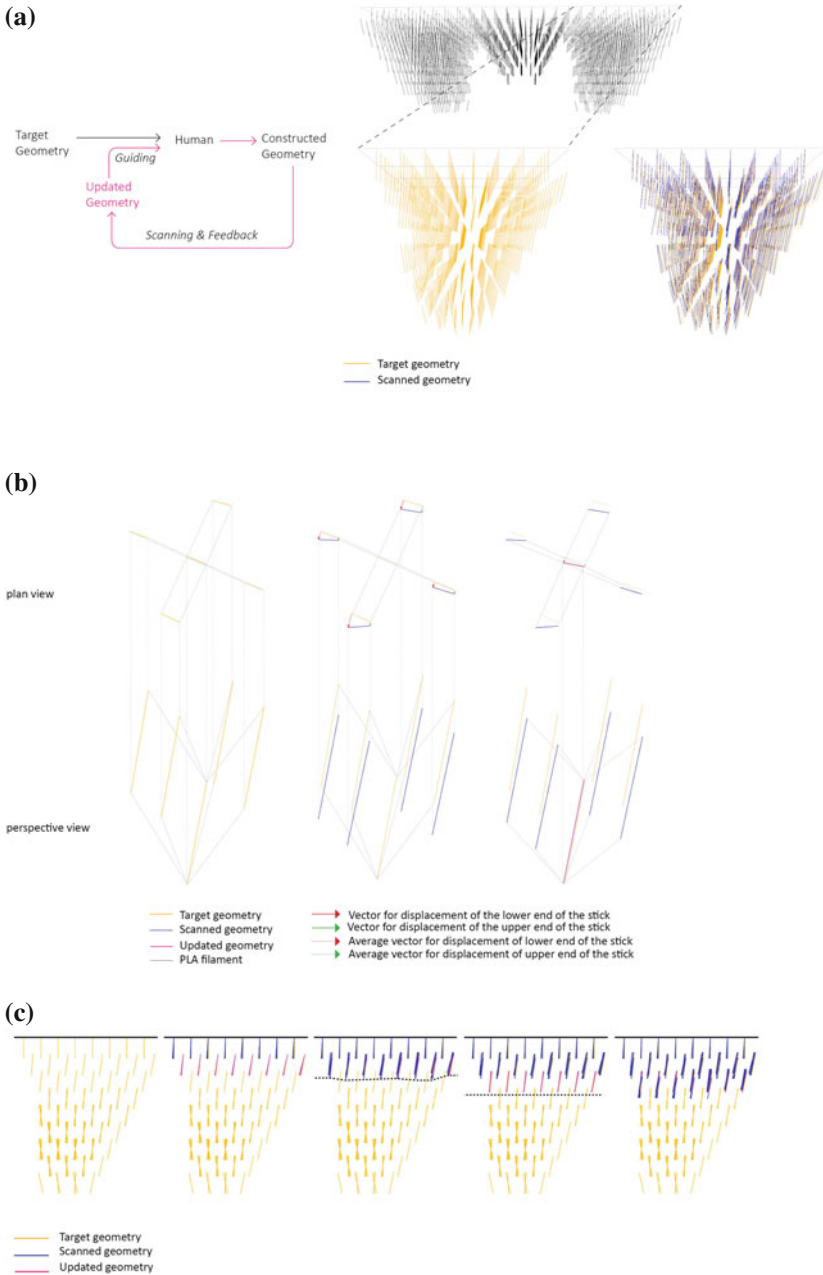 (a)
Target
Geometry
Human
Constructed
Geometry
Guiding
Updated
Geometry
Scanning & Feedback
Target geometry
Scanned geometry
(b)
plan view
perspective view
Target geometry
Scanned geometry
Updated geometry
PLA filament
Vector for displacement of the lower end of the stick
Vector for displacement of the upper end of the stick
Average vector for displacement of lower end of the stick
Average vector for displacement of upper end of the stick
(c)
Target geometry
Scanned geometry
Updated geometry